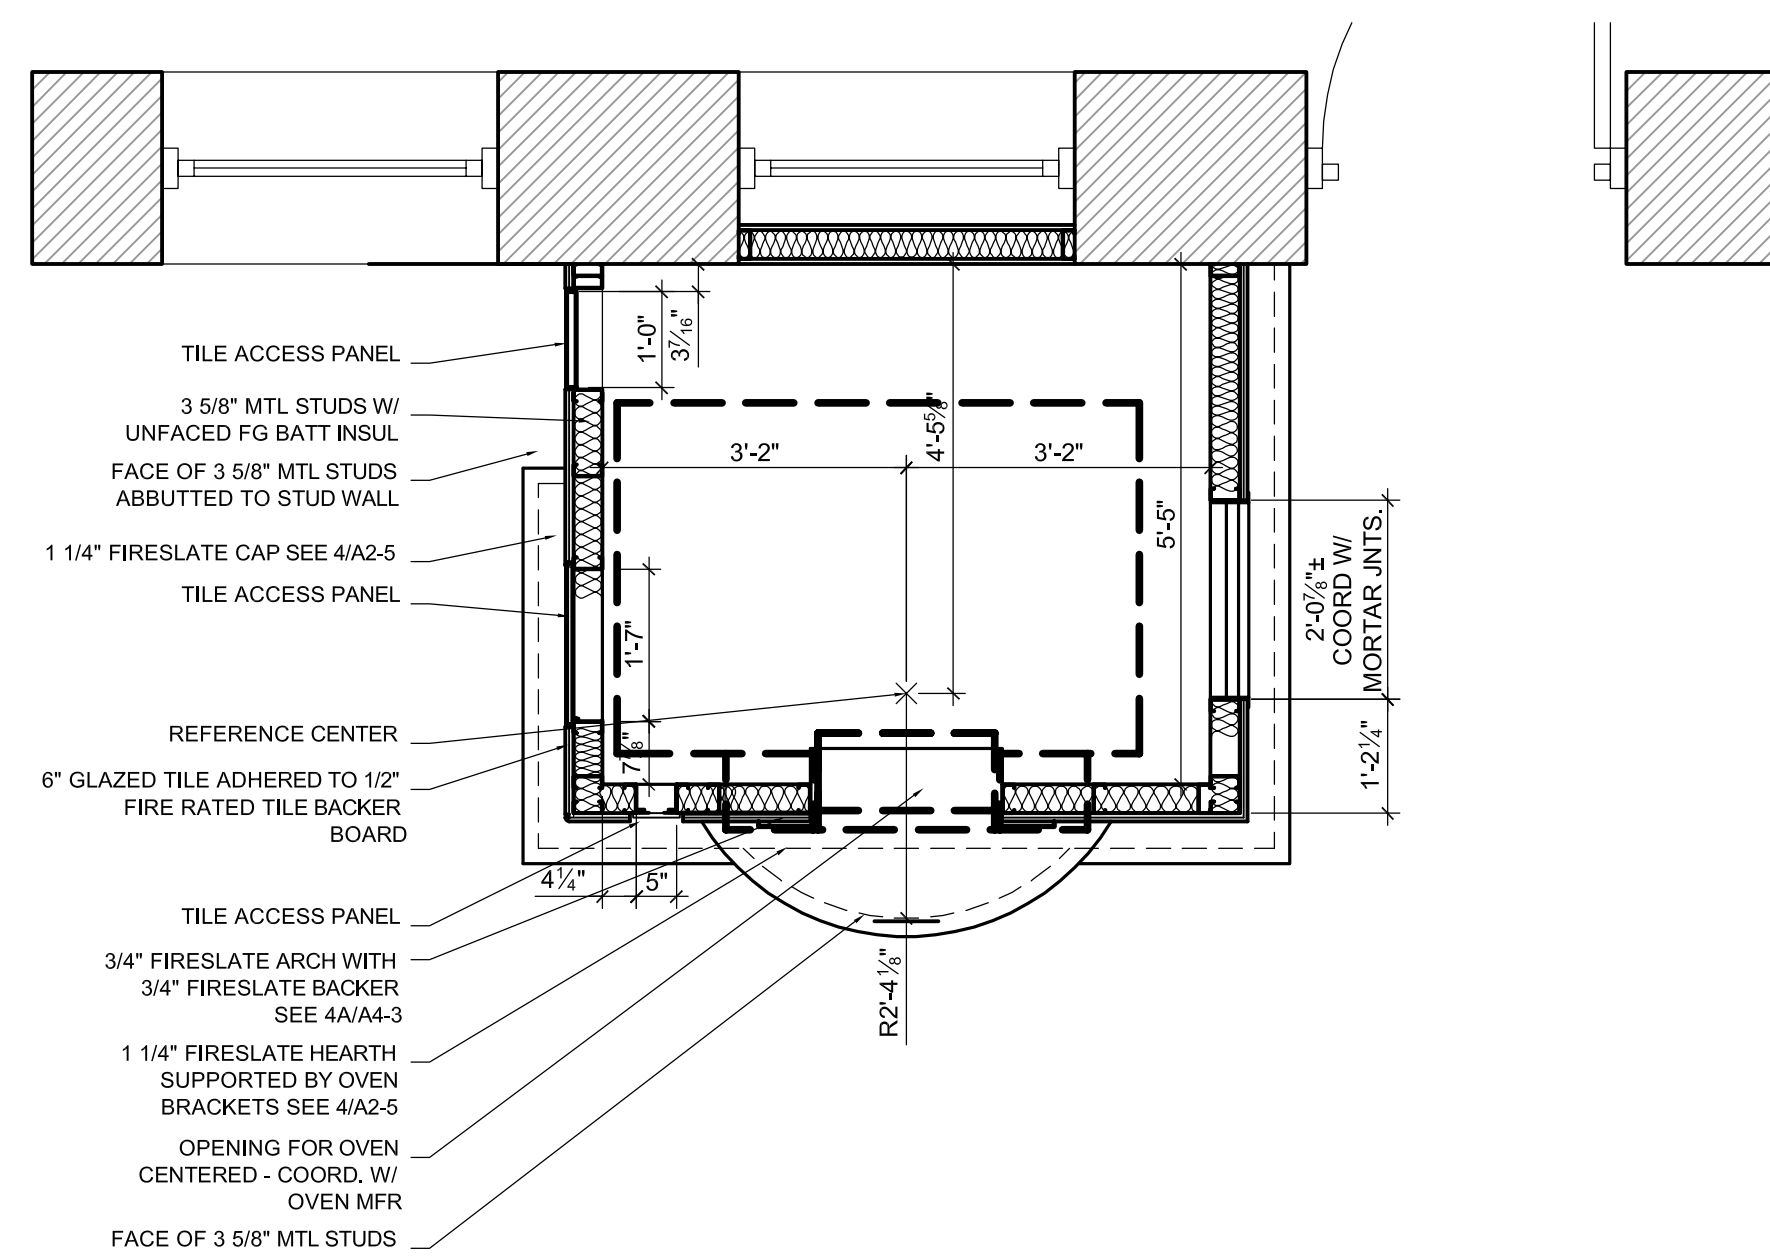 TILE ACCESS PANEL
3 5/8" MTL STUDS W/
UNFACED FG BATT INSUL
FACE OF 3 5/8" MTL STUDS
ABBUTTED TO STUD WALL
1 1/4" FIRESLATE CAP SEE 4/A2-5
TILE ACCESS PANEL
REFERENCE CENTER
6" GLAZED TILE ADHERED TO 1/2"
FIRE RATED TILE BACKER
BOARD
TILE ACCESS PANEL
3/4" FIRESLATE ARCH WITH
3/4" FIRESLATE BACKER
SEE 4A/A4-3
1 1/4" FIRESLATE HEARTH
SUPPORTED BY OVEN
BRACKETS SEE 4/A2-5
OPENING FOR OVEN
CENTERED - COORD. W/
OVEN MFR
FACE OF 3 5/8" MTL STUDS
1'-0"
3 7/16"
3'-2"
4'-5 5/8"
3'-2"
5'-5"
1'-7"
4 1/4"
5"
R2'-4 1/8"
2'-0 7/8"±
COORD W/
MORTAR JNTS.
1'-2 1/4"